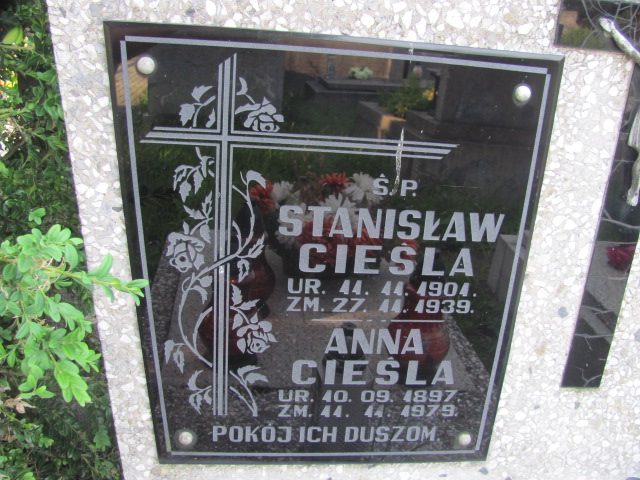 Ś.P.
STANISŁAW
CIEŚLA
UR. 11. 11. 1901.
ZM. 27. 11. 1939.
ANNA
CIEŚLA
UR. 10. 09. 1897.
ZM. 11. 11. 1979.
POKÓJ ICH DUSZOM.